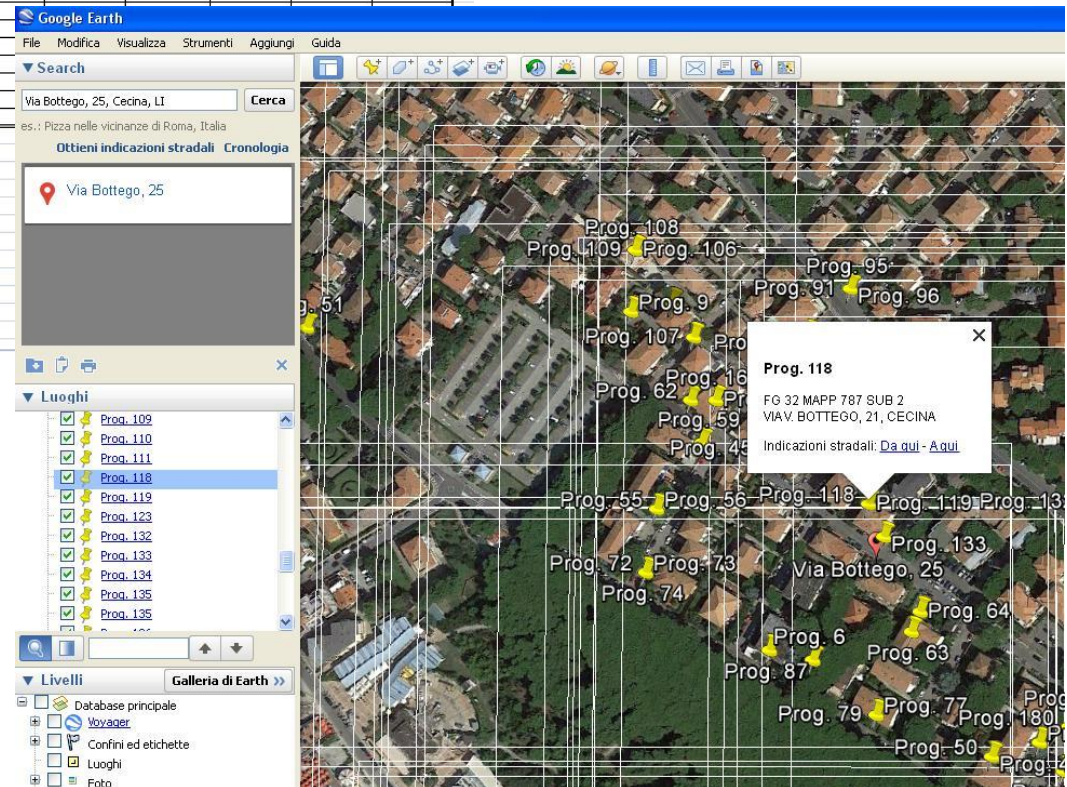 Google Earth
File Modifica Visualizza Strumenti Aggiungi Guida
Search
Via Bottego, 25, Cecina, LI Cerca
es.: Pizza nelle vicinanze di Roma, Italia
Ottieni indicazioni stradali Cronologia
Via Bottego, 25
Luoghi
Prog. 109
Prog. 110
Prog. 111
Prog. 118
Prog. 119
Prog. 123
Prog. 132
Prog. 133
Prog. 134
Prog. 135
Prog. 135
Livelli Galleria di Earth »
Database principale
Voyager
Confini ed etichette
Luoghi
Foto
Prog. 108
Prog. 109 Prog. 106
Prog. 95
Prog. 91 Prog. 96
51
Prog. 9
Prog. 107
Prog. 16
Prog. 62
Prog. 59
Prog. 45
Prog. 118
FG 32 MAPP 787 SUB 2
VIA V. BOTTEGO, 21, CECINA
Indicazioni stradali: Da qui - A qui
Prog. 55 Prog. 56 Prog. 118 Prog. 119
Prog. 133
Via Bottego, 25
Prog. 72 Prog. 73
Prog. 74
Prog. 64
Prog. 6
Prog. 63
Prog. 87
Prog. 79 Prog. 77
Prog. 180
Prog. 50